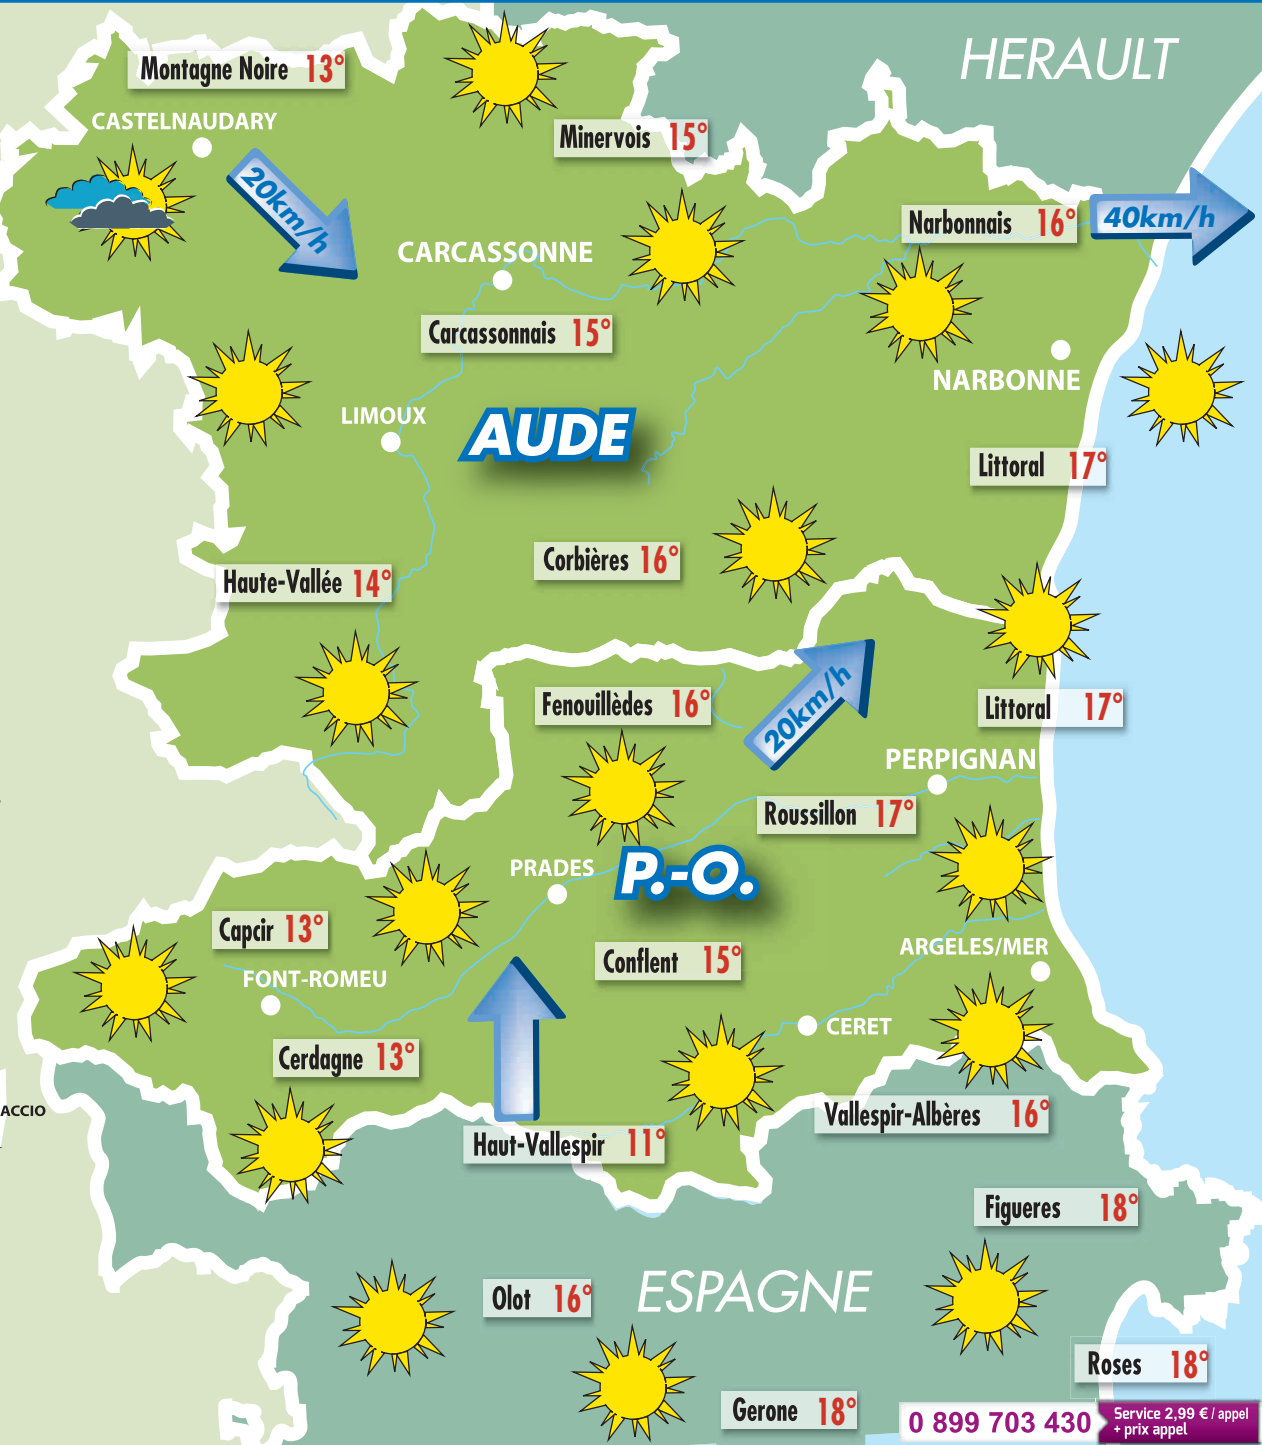 HERAULT
Montagne Noire 13°
CASTELNAUDARY
Minervois 15°
20km/h
Narbonnais 16°
40km/h
CARCASSONNE
Carcassonnais 15°
NARBONNE
LIMOUX
AUDE
Littoral 17°
Corbières 16°
Haute-Vallée 14°
Fenouillèdes 16°
20km/h
Littoral 17°
PERPIGNAN
Roussillon 17°
PRADES
P.-O.
Capcir 13°
Conflent 15°
ARGELES/MER
FONT-ROMEU
CERET
Cerdagne 13°
ACCIO
Vallespir-Albères 16°
Haut-Vallespir 11°
Figueres 18°
Olot 16°
ESPAGNE
Roses 18°
Gerone 18°
0 899 703 430
Service 2,99 € / appel
+ prix appel